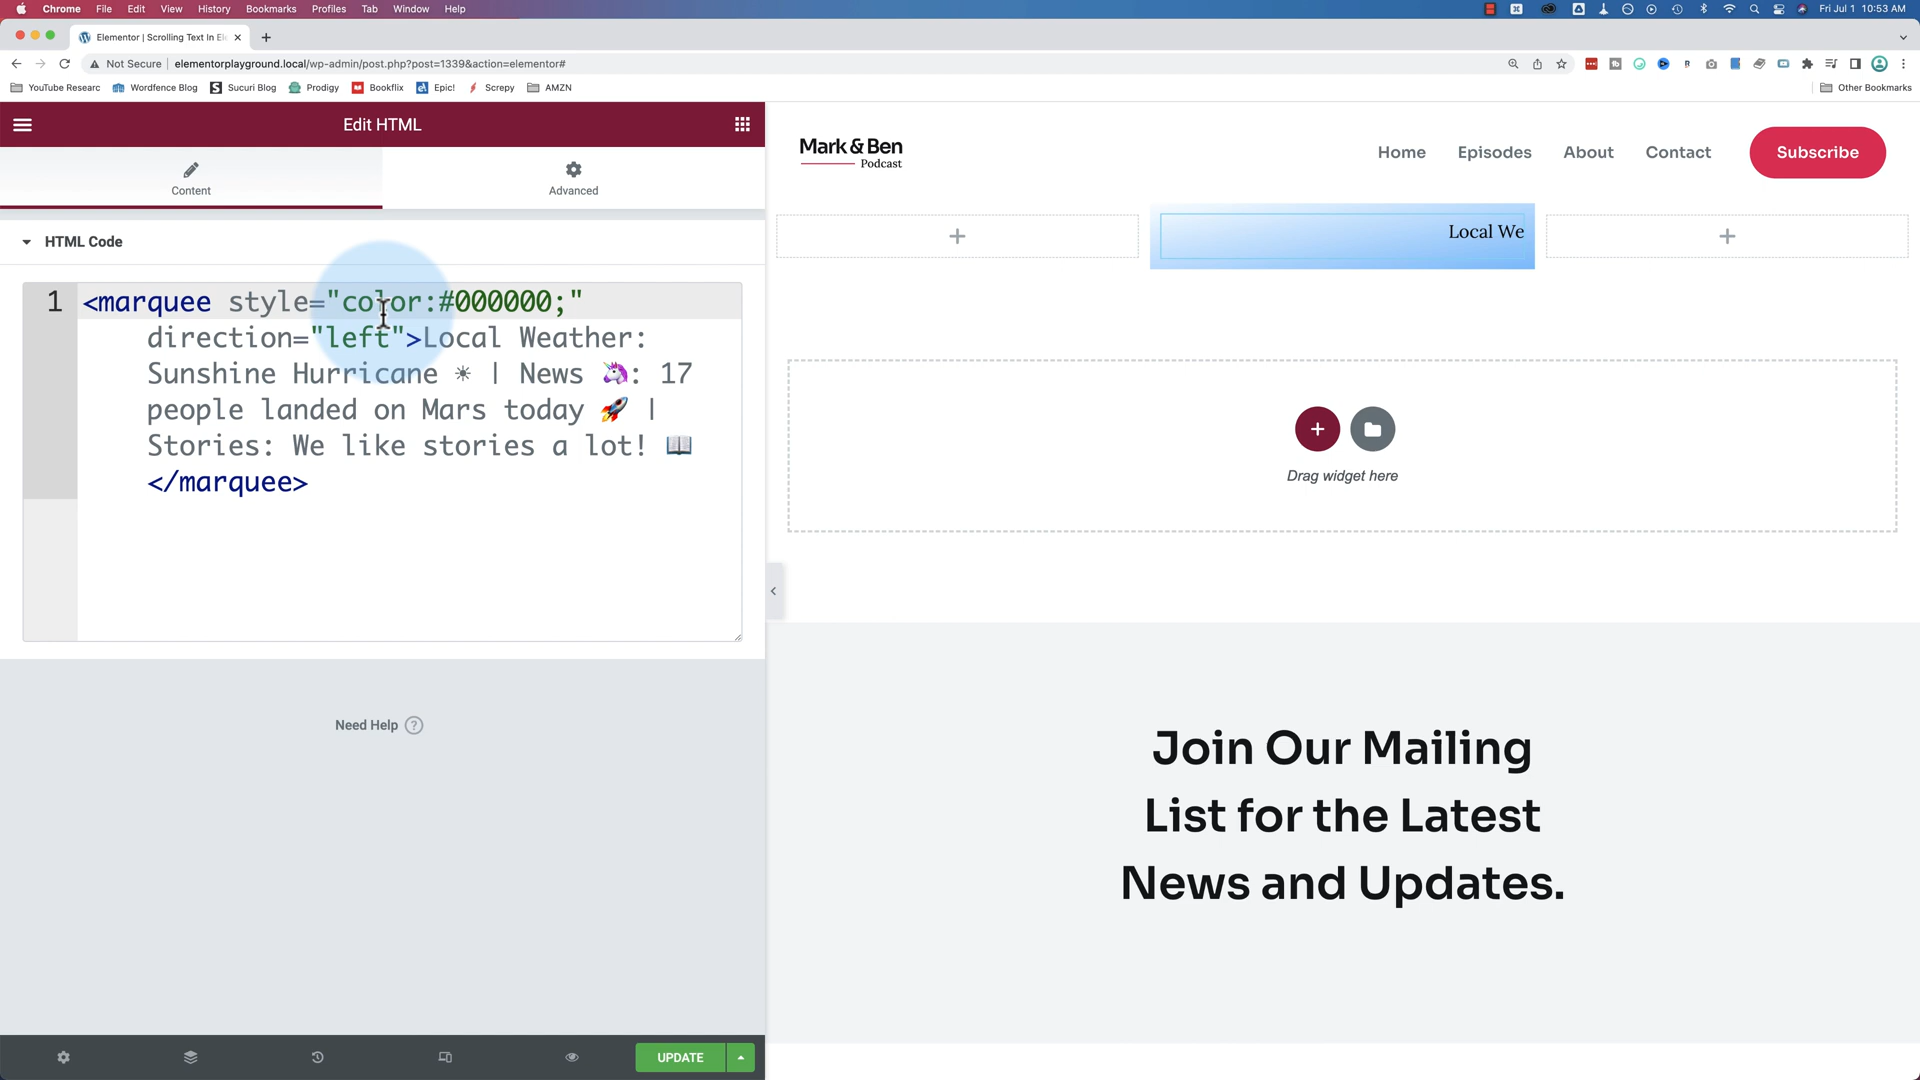 Chrome File Edit View History Bookmarks Profiles Tab Window Help
Fri Jul 1 10:53 AM
Elementor | Scrolling Text In El
Not Secure elementorplayground.local/wp-admin/post.php?post=1339&action=elementor#
YouTube Researc Wordfence Blog Sucuri Blog Prodigy Bookflix Epic! Screpy AMZN Other Bookmarks
Edit HTML
Content
Advanced
HTML Code
1 <marquee style="color:#000000;"
direction="left">Local Weather:
Sunshine Hurricane ☀ | News 🦄: 17
people landed on Mars today 🚀 |
Stories: We like stories a lot! 📖
</marquee>
Need Help ?
UPDATE
Mark & Ben
Podcast
Home Episodes About Contact Subscribe
Local We
Drag widget here
Join Our Mailing
List for the Latest
News and Updates.